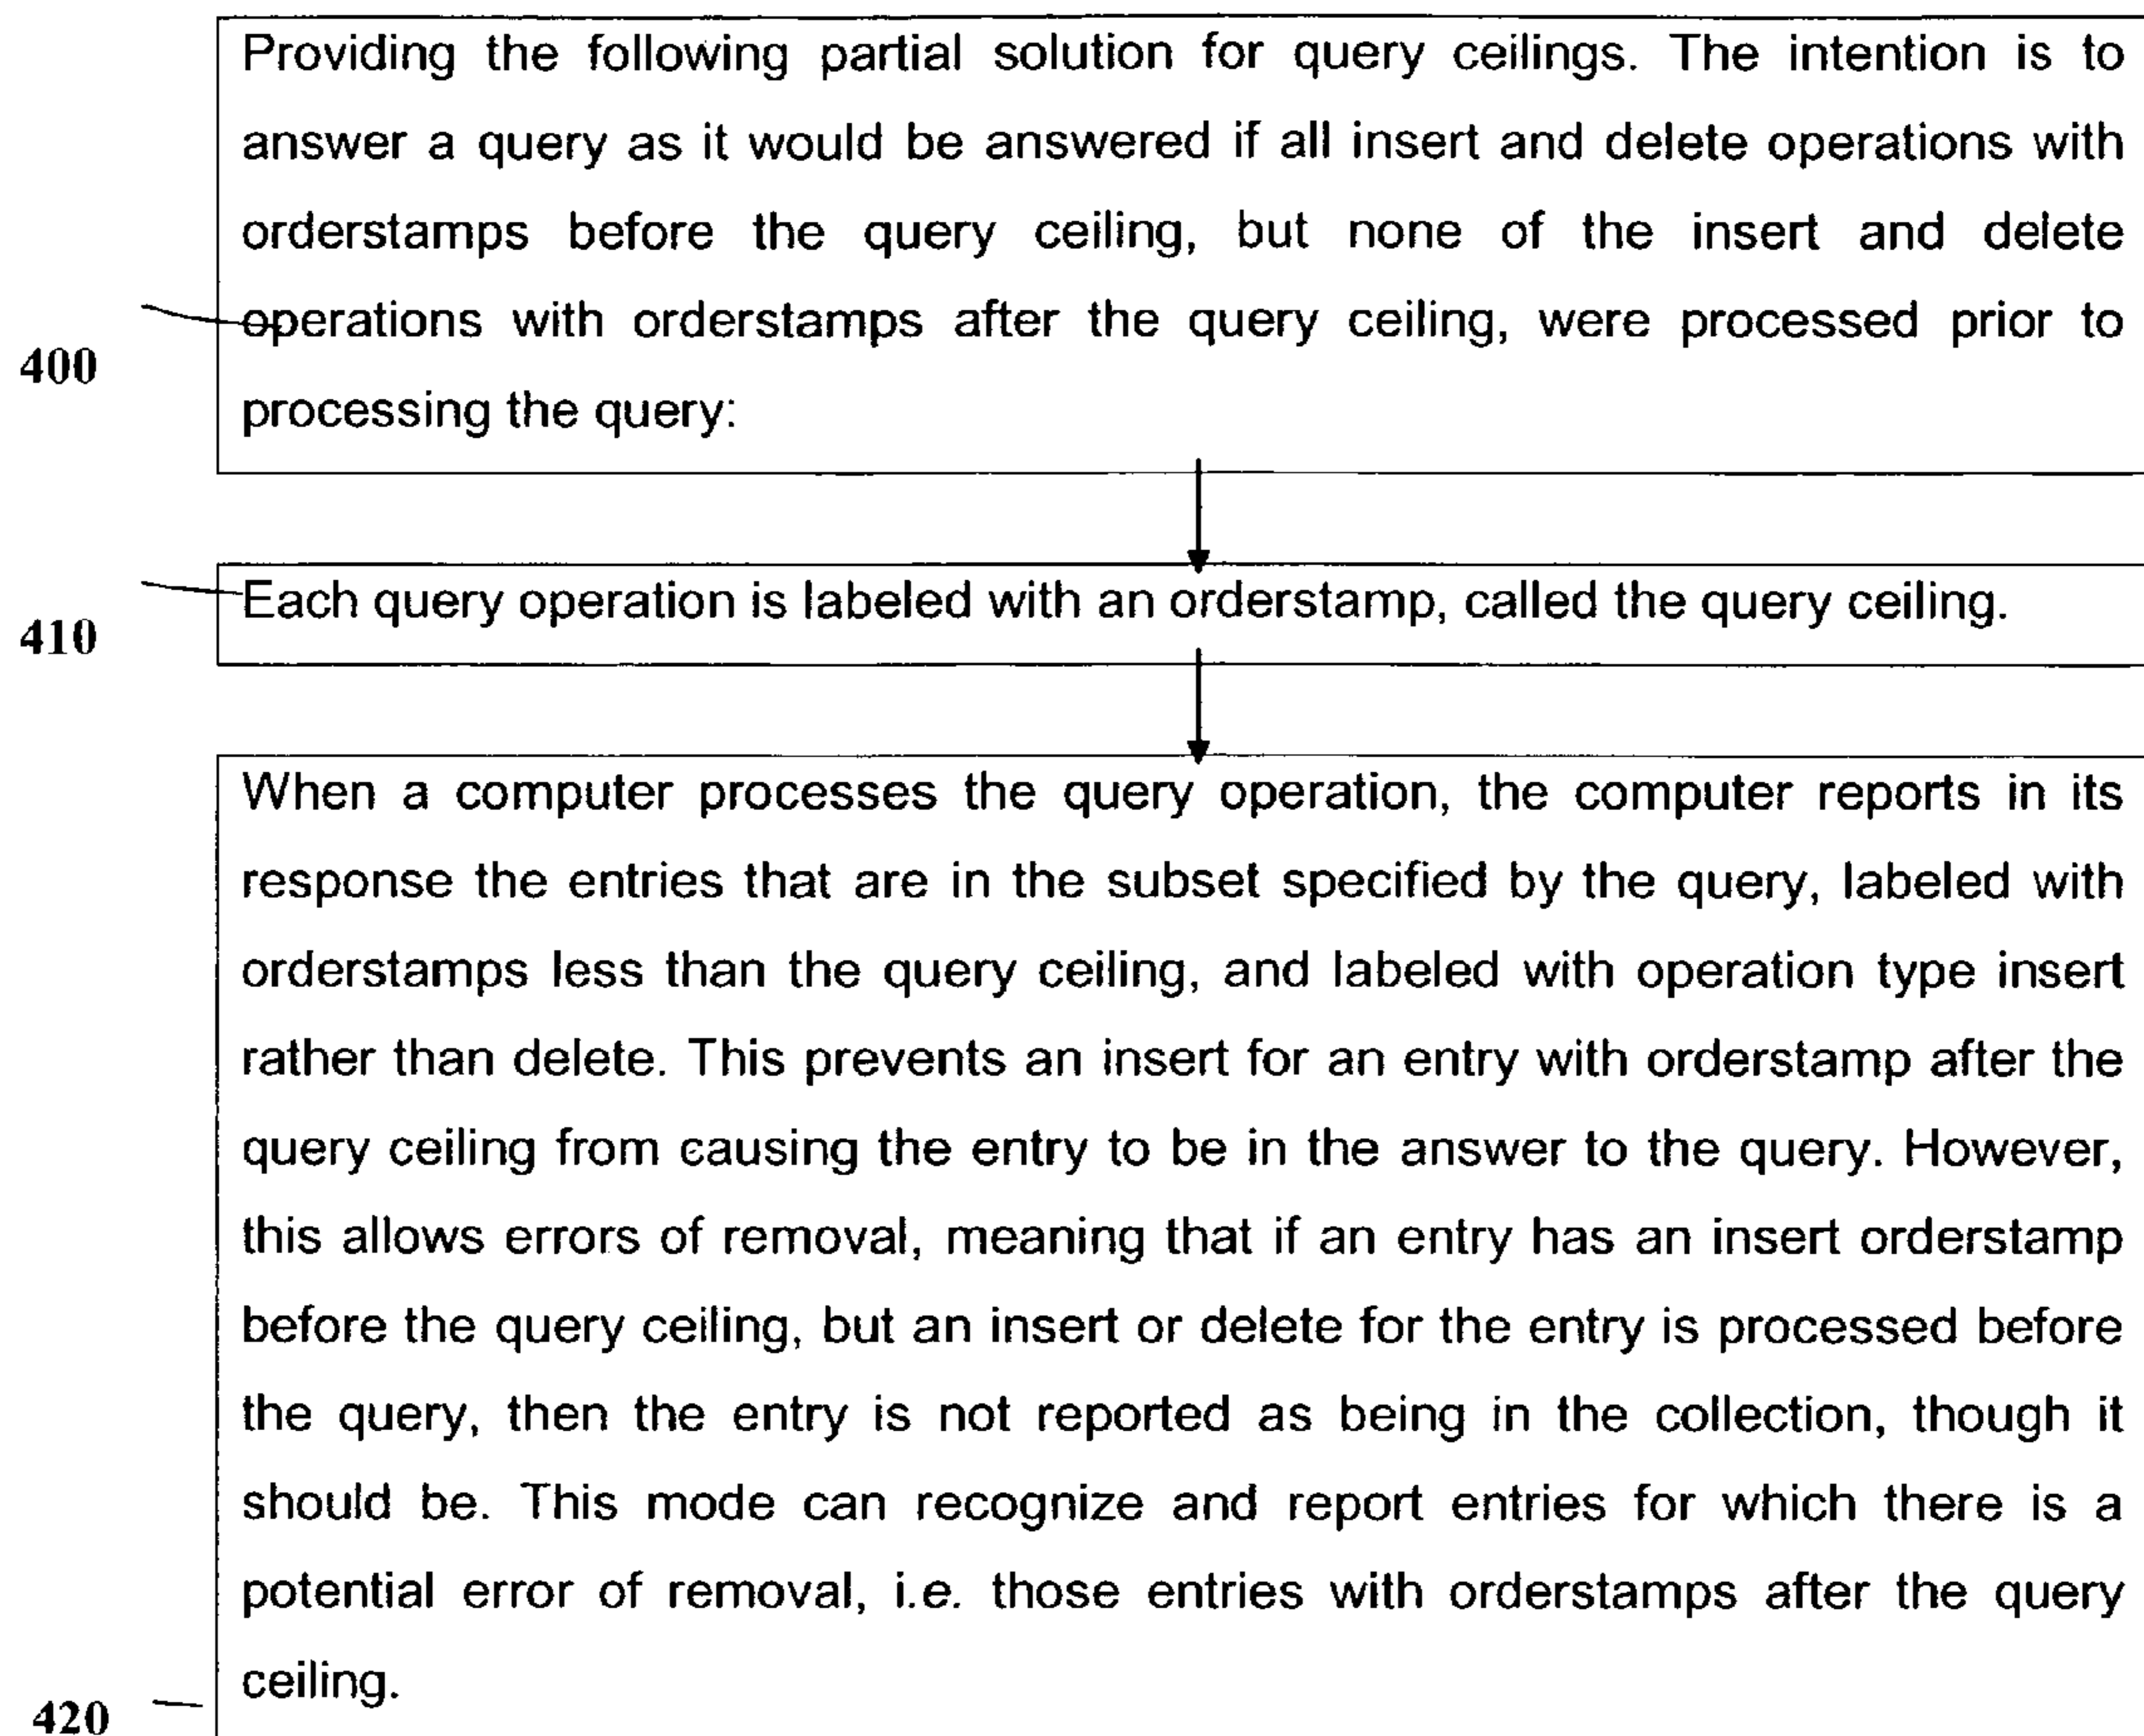 Providing the following partial solution for query ceilings. The intention is to
answer a query as it would be answered if all insert and delete operations with
orderstamps before the query ceiling, but none of the insert and delete
operations with orderstamps after the query ceiling, were processed prior to
400
processing the query:
Each query operation is labeled with an orderstamp, called the query ceiling.
410
When a computer processes the query operation, the computer reports in its
response the entries that are in the subset specified by the query, labeled with
orderstamps less than the query ceiling, and labeled with operation type insert
rather than delete. This prevents an insert for an entry with orderstamp after the
query ceiling from causing the entry to be in the answer to the query. However,
this allows errors of removal, meaning that if an entry has an insert orderstamp
before the query ceiling, but an insert or delete for the entry is processed before
the query, then the entry is not reported as being in the collection, though it
should be. This mode can recognize and report entries for which there is a
potential error of removal, i.e. those entries with orderstamps after the query
ceiling.
420